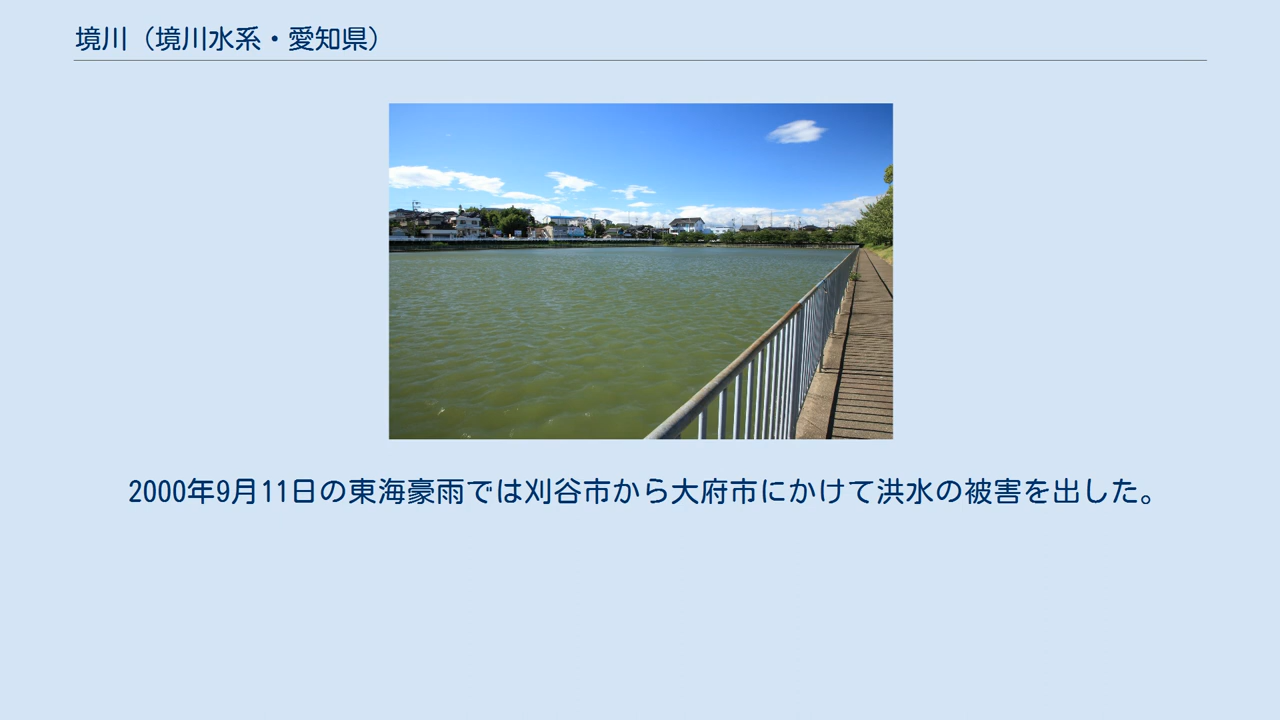 境川（境川水系・愛知県）
2000年9月11日の東海豪雨では刈谷市から大府市にかけて洪水の被害を出した。